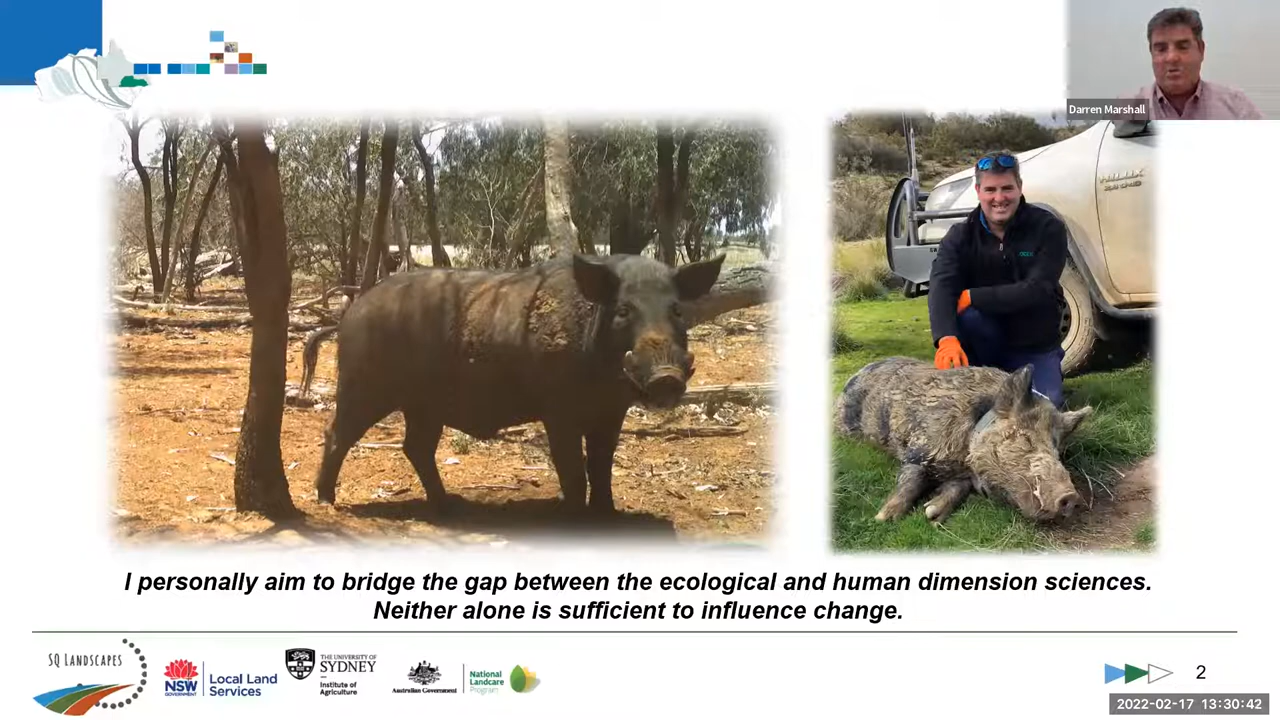 Darren Marshall
HILUX
I personally aim to bridge the gap between the ecological and human dimension sciences.
Neither alone is sufficient to influence change.
SQ LANDSCAPES
NSW
GOVERNMENT
Local Land
Services
THE UNIVERSITY OF
SYDNEY
Institute of
Agriculture
Australian Government
National
Landcare
Program
2
2022-02-17 13:30:42